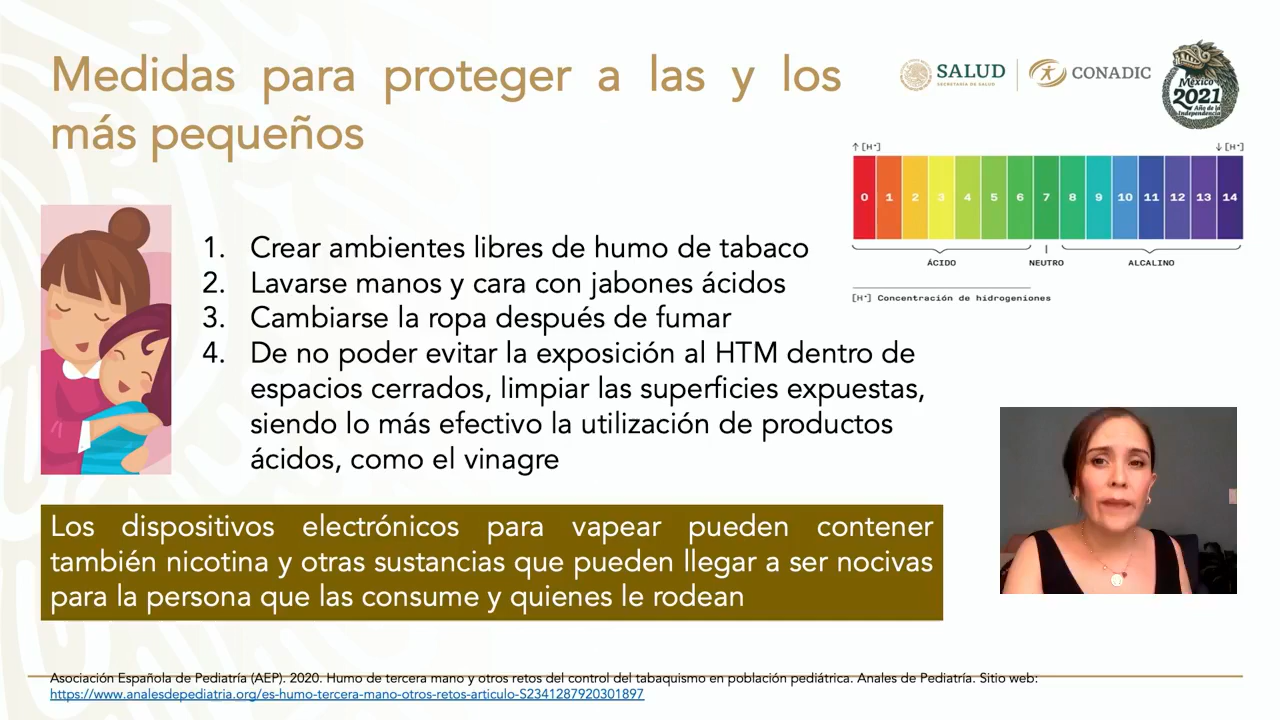 Medidas para proteger a las y los
más pequeños
SALUD
SECRETARÍA DE SALUD
CONADIC
México
2021
Año de la
Independencia
↑[H⁺]
↓[H⁺]
0 1 2 3 4 5 6 7 8 9 10 11 12 13 14
ÁCIDO
NEUTRO
ALCALINO
[H⁺] Concentración de hidrogeniones
1. Crear ambientes libres de humo de tabaco
2. Lavarse manos y cara con jabones ácidos
3. Cambiarse la ropa después de fumar
4. De no poder evitar la exposición al HTM dentro de
espacios cerrados, limpiar las superficies expuestas,
siendo lo más efectivo la utilización de productos
ácidos, como el vinagre
Los dispositivos electrónicos para vapear pueden contener
también nicotina y otras sustancias que pueden llegar a ser nocivas
para la persona que las consume y quienes le rodean
Asociación Española de Pediatría (AEP). 2020. Humo de tercera mano y otros retos del control del tabaquismo en población pediátrica. Anales de Pediatría. Sitio web:
https://www.analesdepediatria.org/es-humo-tercera-mano-otros-retos-articulo-S2341287920301897